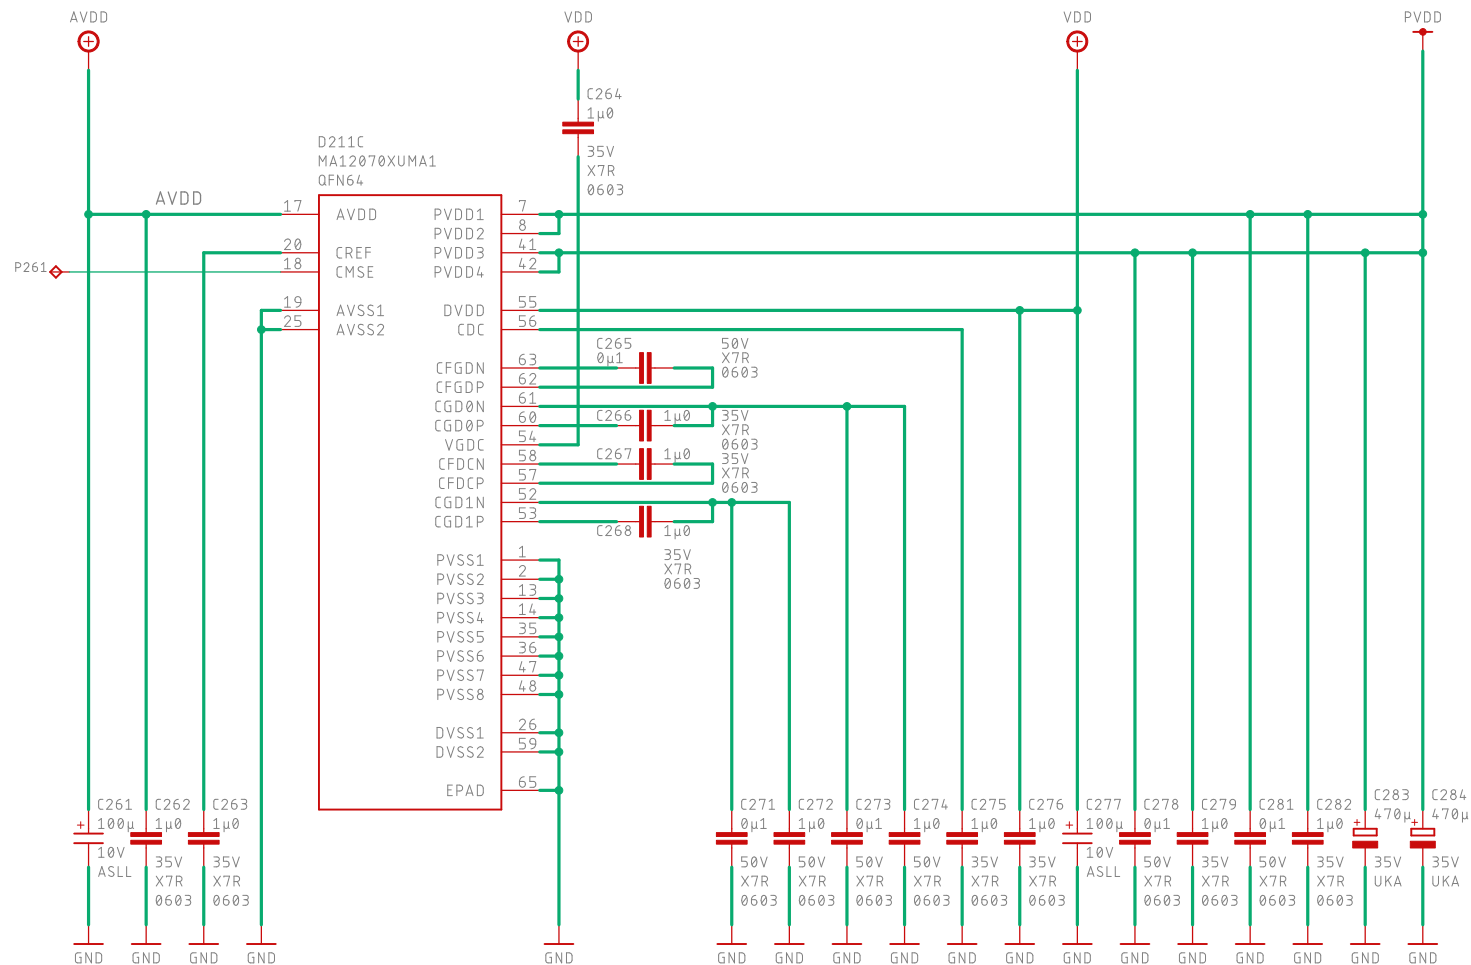 AVDD
VDD
VDD
PVDD
C264
1µ0
35V
X7R
0603
D211C
MA12070XUMA1
QFN64
AVDD
P261
17 AVDD
20 CREF
18 CMSE
19 AVSS1
25 AVSS2
PVDD1 7
PVDD2 8
PVDD3 41
PVDD4 42
DVDD 55
CDC 56
CFGDN 63
CFGDP 62
CGD0N 61
CGD0P 60
VGDC 54
CFDCN 58
CFDCP 57
CGD1N 52
CGD1P 53
PVSS1 1
PVSS2 2
PVSS3 13
PVSS4 14
PVSS5 35
PVSS6 36
PVSS7 47
PVSS8 48
DVSS1 26
DVSS2 59
EPAD 65
C265
0µ1
50V
X7R
0603
C266 1µ0
35V
X7R
0603
C267 1µ0
35V
X7R
0603
C268 1µ0
35V
X7R
0603
C261
+ 100µ
10V
ASLL
GND
C262
1µ0
35V
X7R
0603
GND
C263
1µ0
35V
X7R
0603
GND
GND
GND
C271
0µ1
50V
X7R
0603
GND
C272
1µ0
50V
X7R
0603
GND
C273
0µ1
50V
X7R
0603
GND
C274
1µ0
50V
X7R
0603
GND
C275
1µ0
35V
X7R
0603
GND
C276
1µ0
35V
X7R
0603
GND
C277
+ 100µ
10V
ASLL
GND
C278
0µ1
50V
X7R
0603
GND
C279
1µ0
35V
X7R
0603
GND
C281
0µ1
50V
X7R
0603
GND
C282
1µ0
35V
X7R
0603
GND
C283
+ 470µ
35V
UKA
GND
C284
+ 470µ
35V
UKA
GND